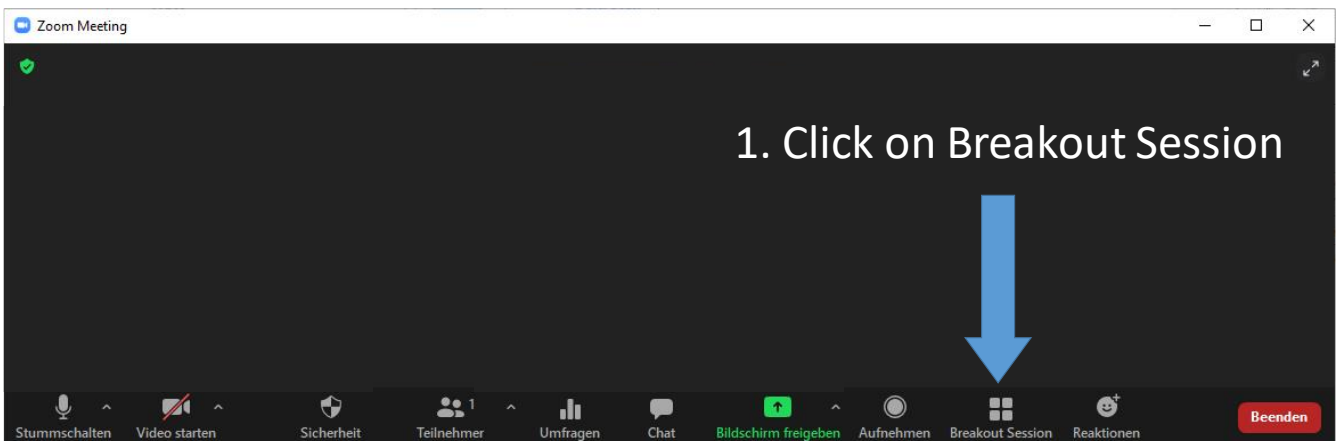 Zoom Meeting
1. Click on Breakout Session
1
Stummschalten Video starten Sicherheit Teilnehmer Umfragen Chat Bildschirm freigeben Aufnehmen Breakout Session Reaktionen Beenden